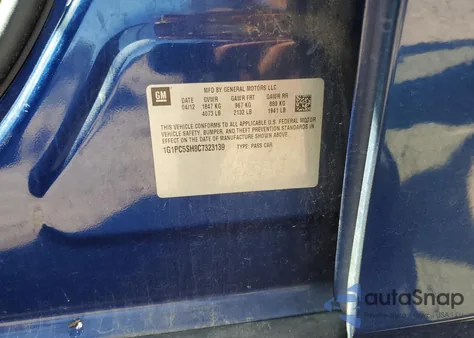 GM
MFD BY GENERAL MOTORS LLC
DATE GVWR GAWR FRT GAWR RR
04/12 1847 KG 967 KG 880 KG
4073 LB 2132 LB 1941 LB
THIS VEHICLE CONFORMS TO ALL APPLICABLE U.S. FEDERAL MOTOR
VEHICLE SAFETY, BUMPER, AND THEFT PREVENTION STANDARDS IN
EFFECT ON THE DATE OF MANUFACTURE SHOWN ABOVE.
1G1PC5SH8C7323139 TYPE: PASS CAR
autoSnap